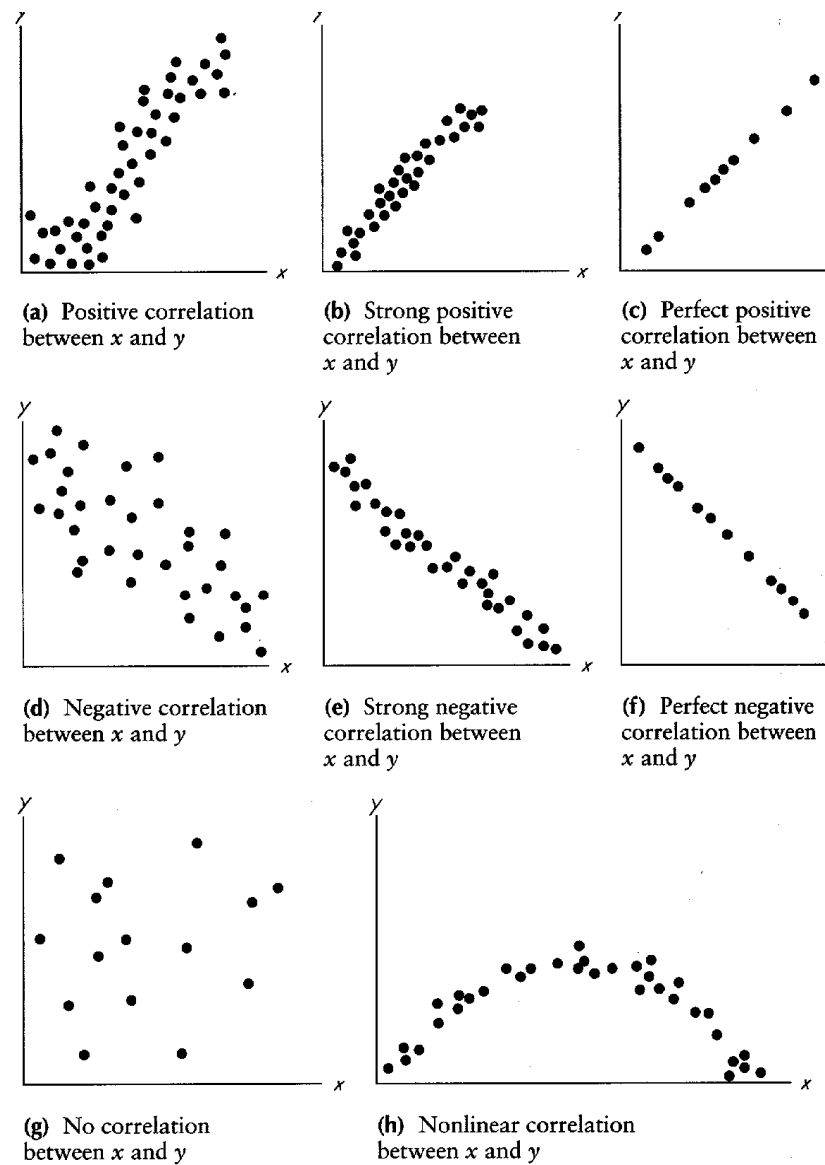 y
y
x
x
(a) Positive correlation
between x and y
(b) Strong positive
correlation between
x and y
(c) Perfect positive
correlation between
x and y
y
y
y
x
x
(d) Negative correlation
between x and y
(e) Strong negative
correlation between
x and y
(f) Perfect negative
correlation between
x and y
y
y
x
x
(g) No correlation
between x and y
(h) Nonlinear correlation
between x and y